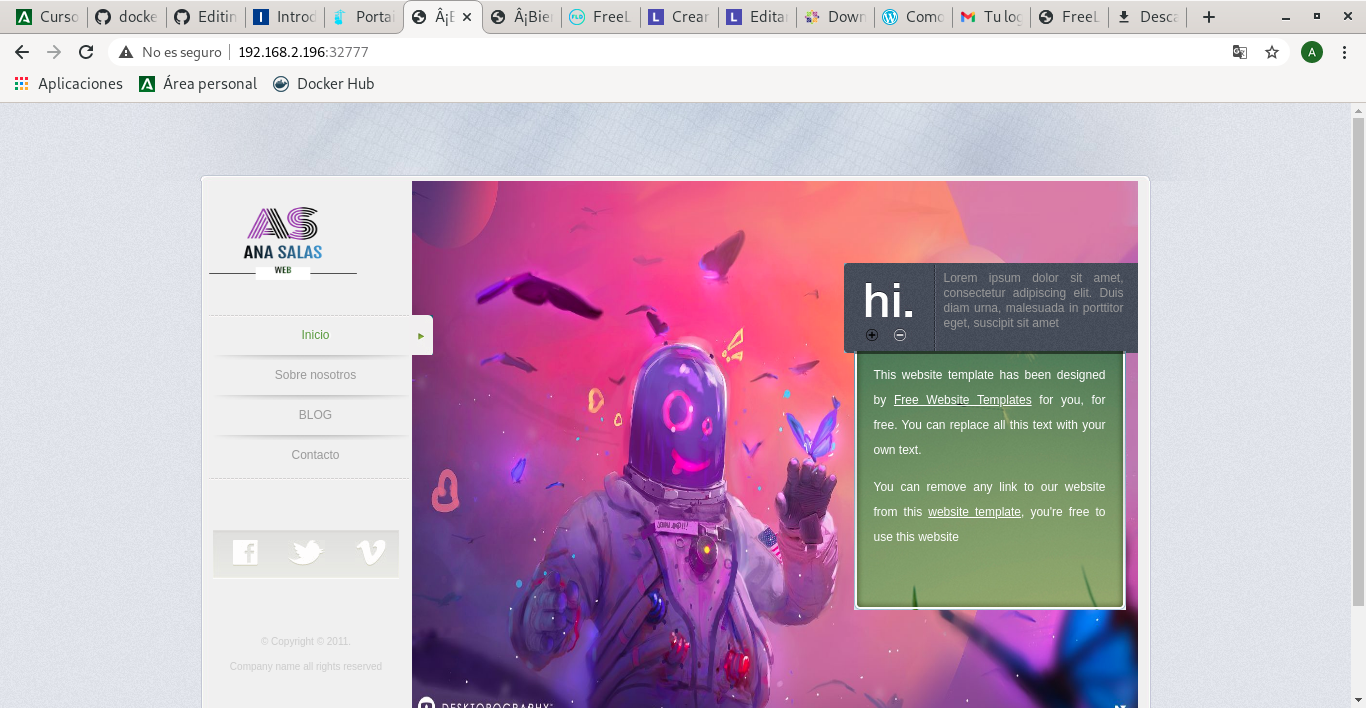 Curso
docke
Editin
Introd
Portai
Â¡B
Â¡Bien
FreeL
Crear
Editar
Down
Como
Tu log
FreeL
Desca
No es seguro
192.168.2.196:32777
A
Aplicaciones
Área personal
Docker Hub
AS
ANA SALAS
WEB
Inicio
Sobre nosotros
BLOG
Contacto
© Copyright © 2011.
Company name all rights reserved
hi.
Lorem ipsum dolor sit amet,
consectetur adipiscing elit. Duis
diam urna, malesuada in porttitor
eget, suscipit sit amet
This website template has been designed
by Free Website Templates for you, for
free. You can replace all this text with your
own text.
You can remove any link to our website
from this website template, you're free to
use this website
DESKTOPOGRAPHY